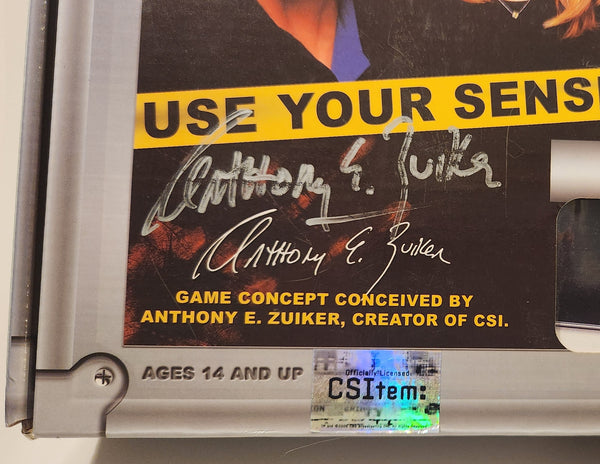 USE YOUR SENS
Anthony E. Zuiker
Anthony E. Zuiker
GAME CONCEPT CONCEIVED BY
ANTHONY E. ZUIKER, CREATOR OF CSI.
AGES 14 AND UP
Officially Licensed
CSItem: